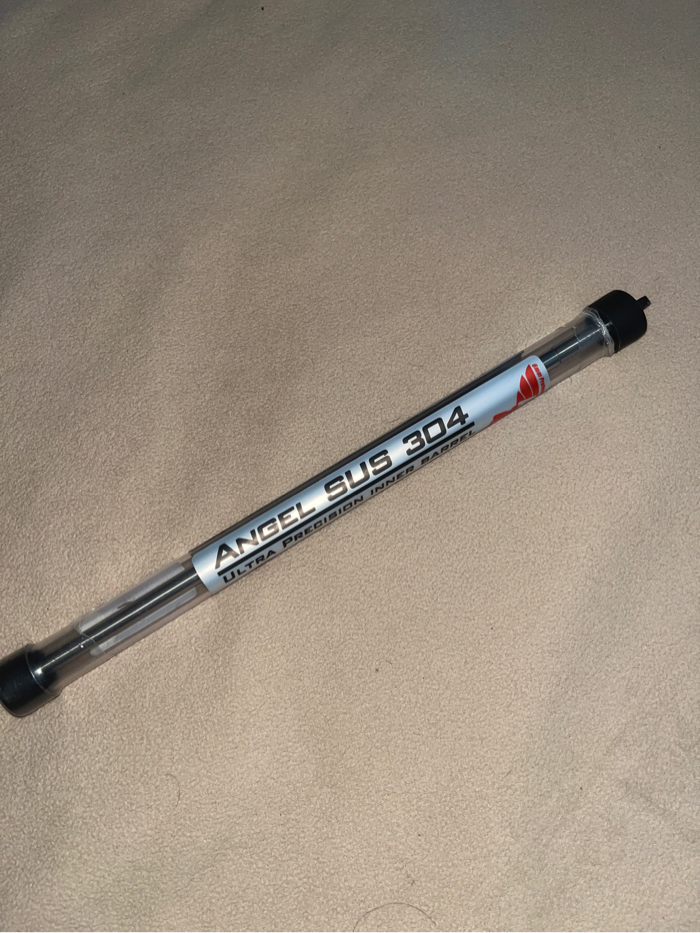 ANGEL SUS 304
ULTRA PRECISION INNER BARREL